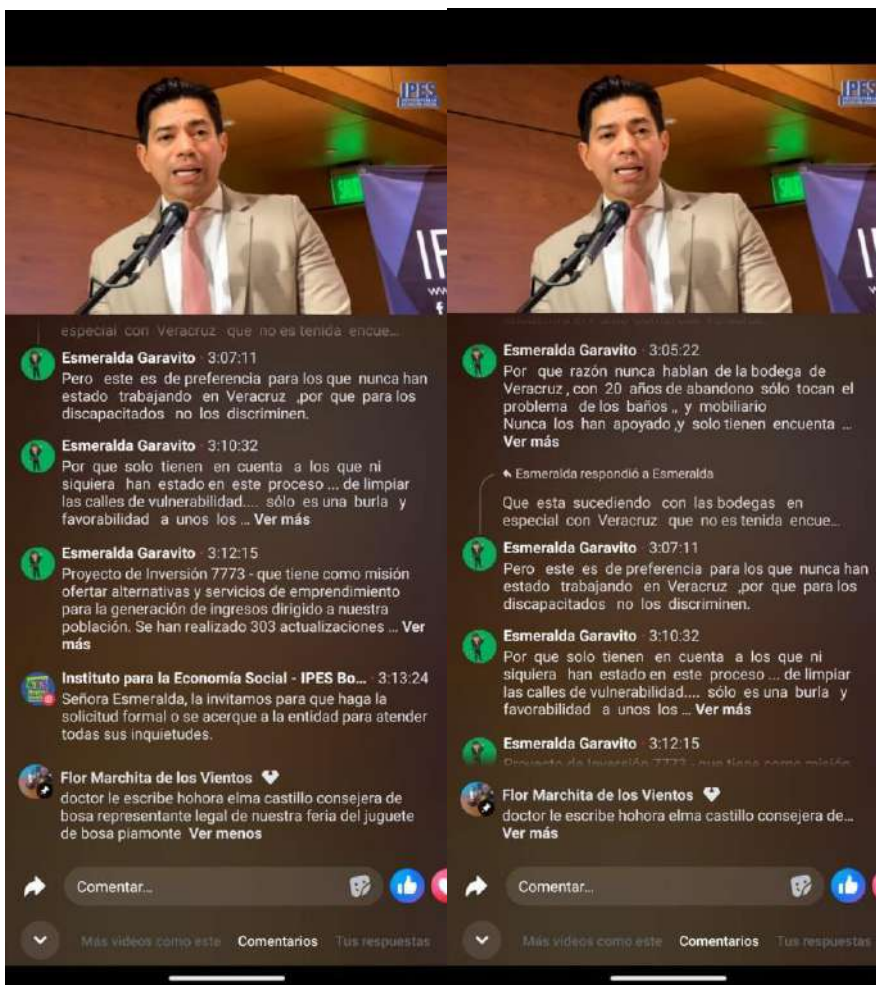 IPES
especial con Veracruz que no es tenida encue...
Esmeralda Garavito · 3:07:11
Pero este es de preferencia para los que nunca han
estado trabajando en Veracruz ,por que para los
discapacitados no los discriminen.
Esmeralda Garavito · 3:10:32
Por que solo tienen en cuenta a los que ni
siquiera han estado en este proceso ... de limpiar
las calles de vulnerabilidad.... sólo es una burla y
favorabilidad a unos los ... Ver más
Esmeralda Garavito · 3:12:15
Proyecto de Inversión 7773 - que tiene como misión
ofertar alternativas y servicios de emprendimiento
para la generación de ingresos dirigido a nuestra
población. Se han realizado 303 actualizaciones ... Ver
más
Instituto para la Economía Social - IPES Bo... · 3:13:24
Señora Esmeralda, la invitamos para que haga la
solicitud formal o se acerque a la entidad para atender
todas sus inquietudes.
Flor Marchita de los Vientos
doctor le escribe hohora elma castillo consejera de
bosa representante legal de nuestra feria del juguete
de bosa piamonte Ver menos
Comentar...
Más videos como este Comentarios Tus respuestas
IPES
Esmeralda Garavito · 3:05:22
Por que razón nunca hablan de la bodega de
Veracruz , con 20 años de abandono sólo tocan el
problema de los baños ,, y mobiliario
Nunca los han apoyado ,y solo tienen encuenta ...
Ver más
Esmeralda respondió a Esmeralda
Que esta sucediendo con las bodegas en
especial con Veracruz que no es tenida encue...
Esmeralda Garavito · 3:07:11
Pero este es de preferencia para los que nunca han
estado trabajando en Veracruz ,por que para los
discapacitados no los discriminen.
Esmeralda Garavito · 3:10:32
Por que solo tienen en cuenta a los que ni
siquiera han estado en este proceso ... de limpiar
las calles de vulnerabilidad.... sólo es una burla y
favorabilidad a unos los ... Ver más
Esmeralda Garavito · 3:12:15
Proyecto de Inversión 7773 - que tiene como misión
Flor Marchita de los Vientos
doctor le escribe hohora elma castillo consejera de...
Ver más
Comentar...
Más videos como este Comentarios Tus respuestas